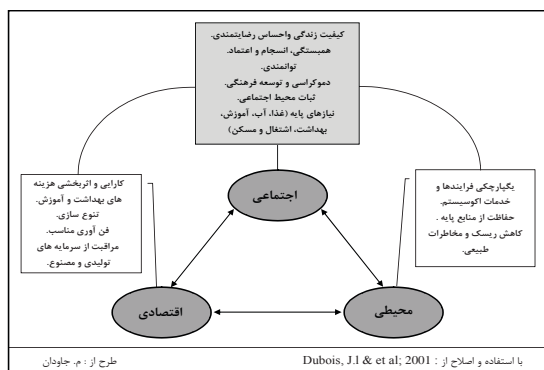 کیفیت زندگی واحساس رضایتمندی.
همبستگی، انسجام و اعتماد.
توانمندی.
دموکراسی و توسعه فرهنگی.
ثبات محیط اجتماعی.
نیازهای پایه (غذا، آب، آموزش،
بهداشت، اشتغال و مسکن)
کارایی و اثربخشی هزینه
های بهداشت و آموزش.
تنوع سازی.
فن آوری مناسب.
مراقبت از سرمایه های
تولیدی و مصنوع.
یگپارچکی فرایندها و
خدمات اکوسیستم.
حفاظت از منابع پایه .
کاهش ریسک و مخاطرات
طبیعی.
اجتماعی
محیطی
اقتصادی
با استفاده و اصلاح از : Dubois, J.l & et al; 2001
طرح از : م. جاودان